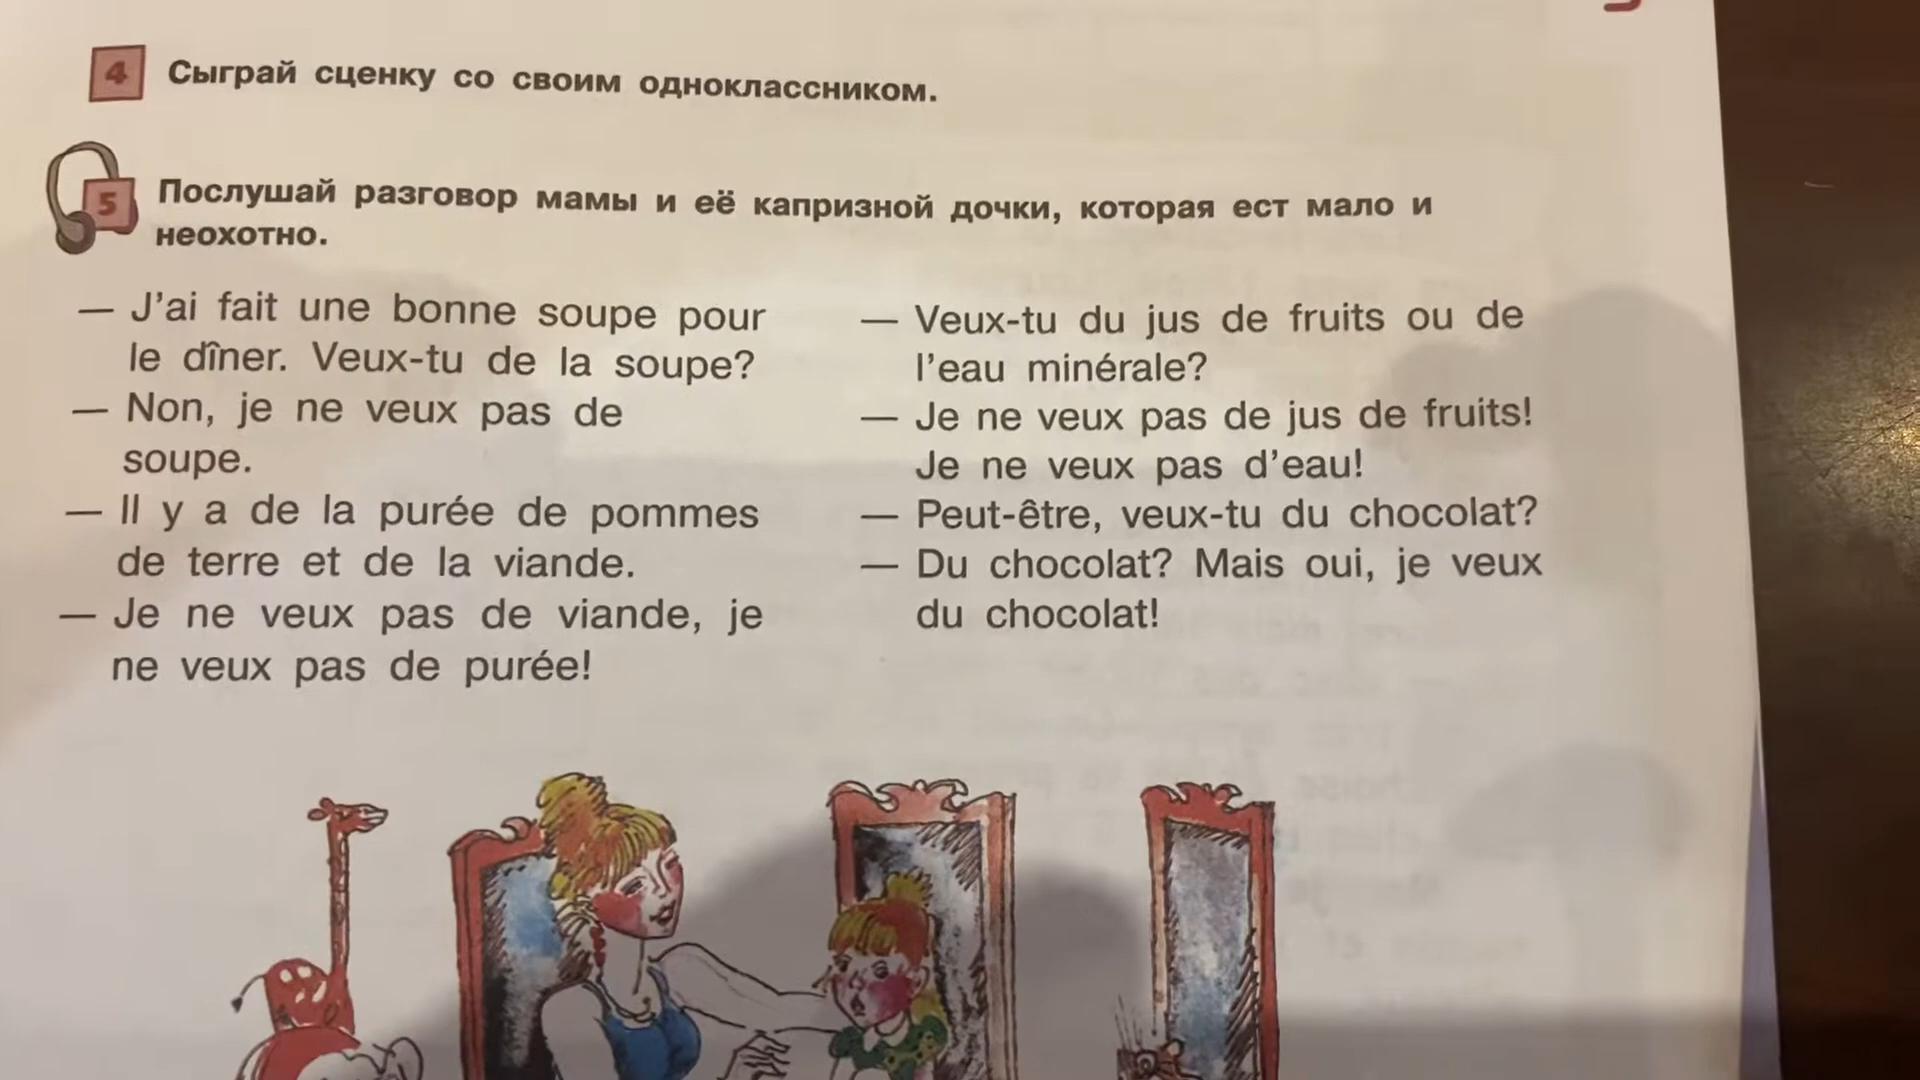 4 Сыграй сценку со своим одноклассником.
5 Послушай разговор мамы и её капризной дочки, которая ест мало и
неохотно.
— J’ai fait une bonne soupe pour
le dîner. Veux-tu de la soupe?
— Non, je ne veux pas de
soupe.
— Il y a de la purée de pommes
de terre et de la viande.
— Je ne veux pas de viande, je
ne veux pas de purée!
— Veux-tu du jus de fruits ou de
l’eau minérale?
— Je ne veux pas de jus de fruits!
Je ne veux pas d’eau!
— Peut-être, veux-tu du chocolat?
— Du chocolat? Mais oui, je veux
du chocolat!